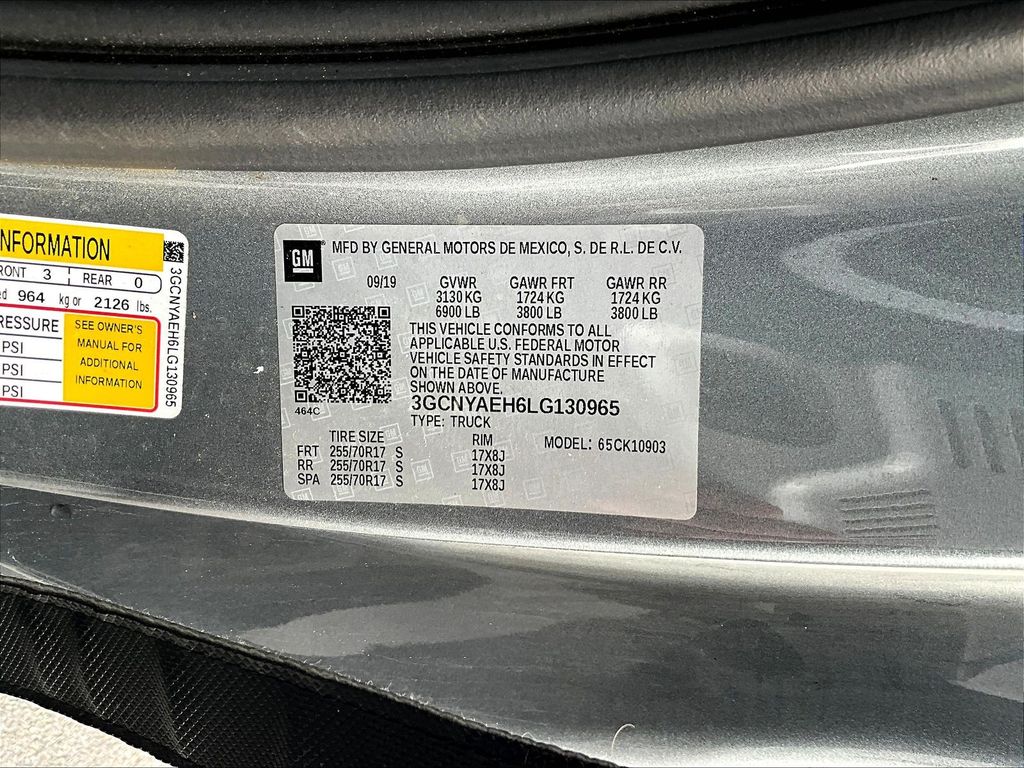 NFORMATION
RONT 3 REAR 0
ed 964 kg or 2126 lbs.
RESSURE
PSI
PSI
PSI
SEE OWNER'S
MANUAL FOR
ADDITIONAL
INFORMATION
3GCNYAEH6LG130965
GM
MFD BY GENERAL MOTORS DE MEXICO, S. DE R.L. DE C.V.
09/19 GVWR GAWR FRT GAWR RR
3130 KG 1724 KG 1724 KG
6900 LB 3800 LB 3800 LB
THIS VEHICLE CONFORMS TO ALL
APPLICABLE U.S. FEDERAL MOTOR
VEHICLE SAFETY STANDARDS IN EFFECT
ON THE DATE OF MANUFACTURE
SHOWN ABOVE.
464C
3GCNYAEH6LG130965
TYPE: TRUCK
TIRE SIZE RIM MODEL: 65CK10903
FRT 255/70R17 S 17X8J
RR 255/70R17 S 17X8J
SPA 255/70R17 S 17X8J